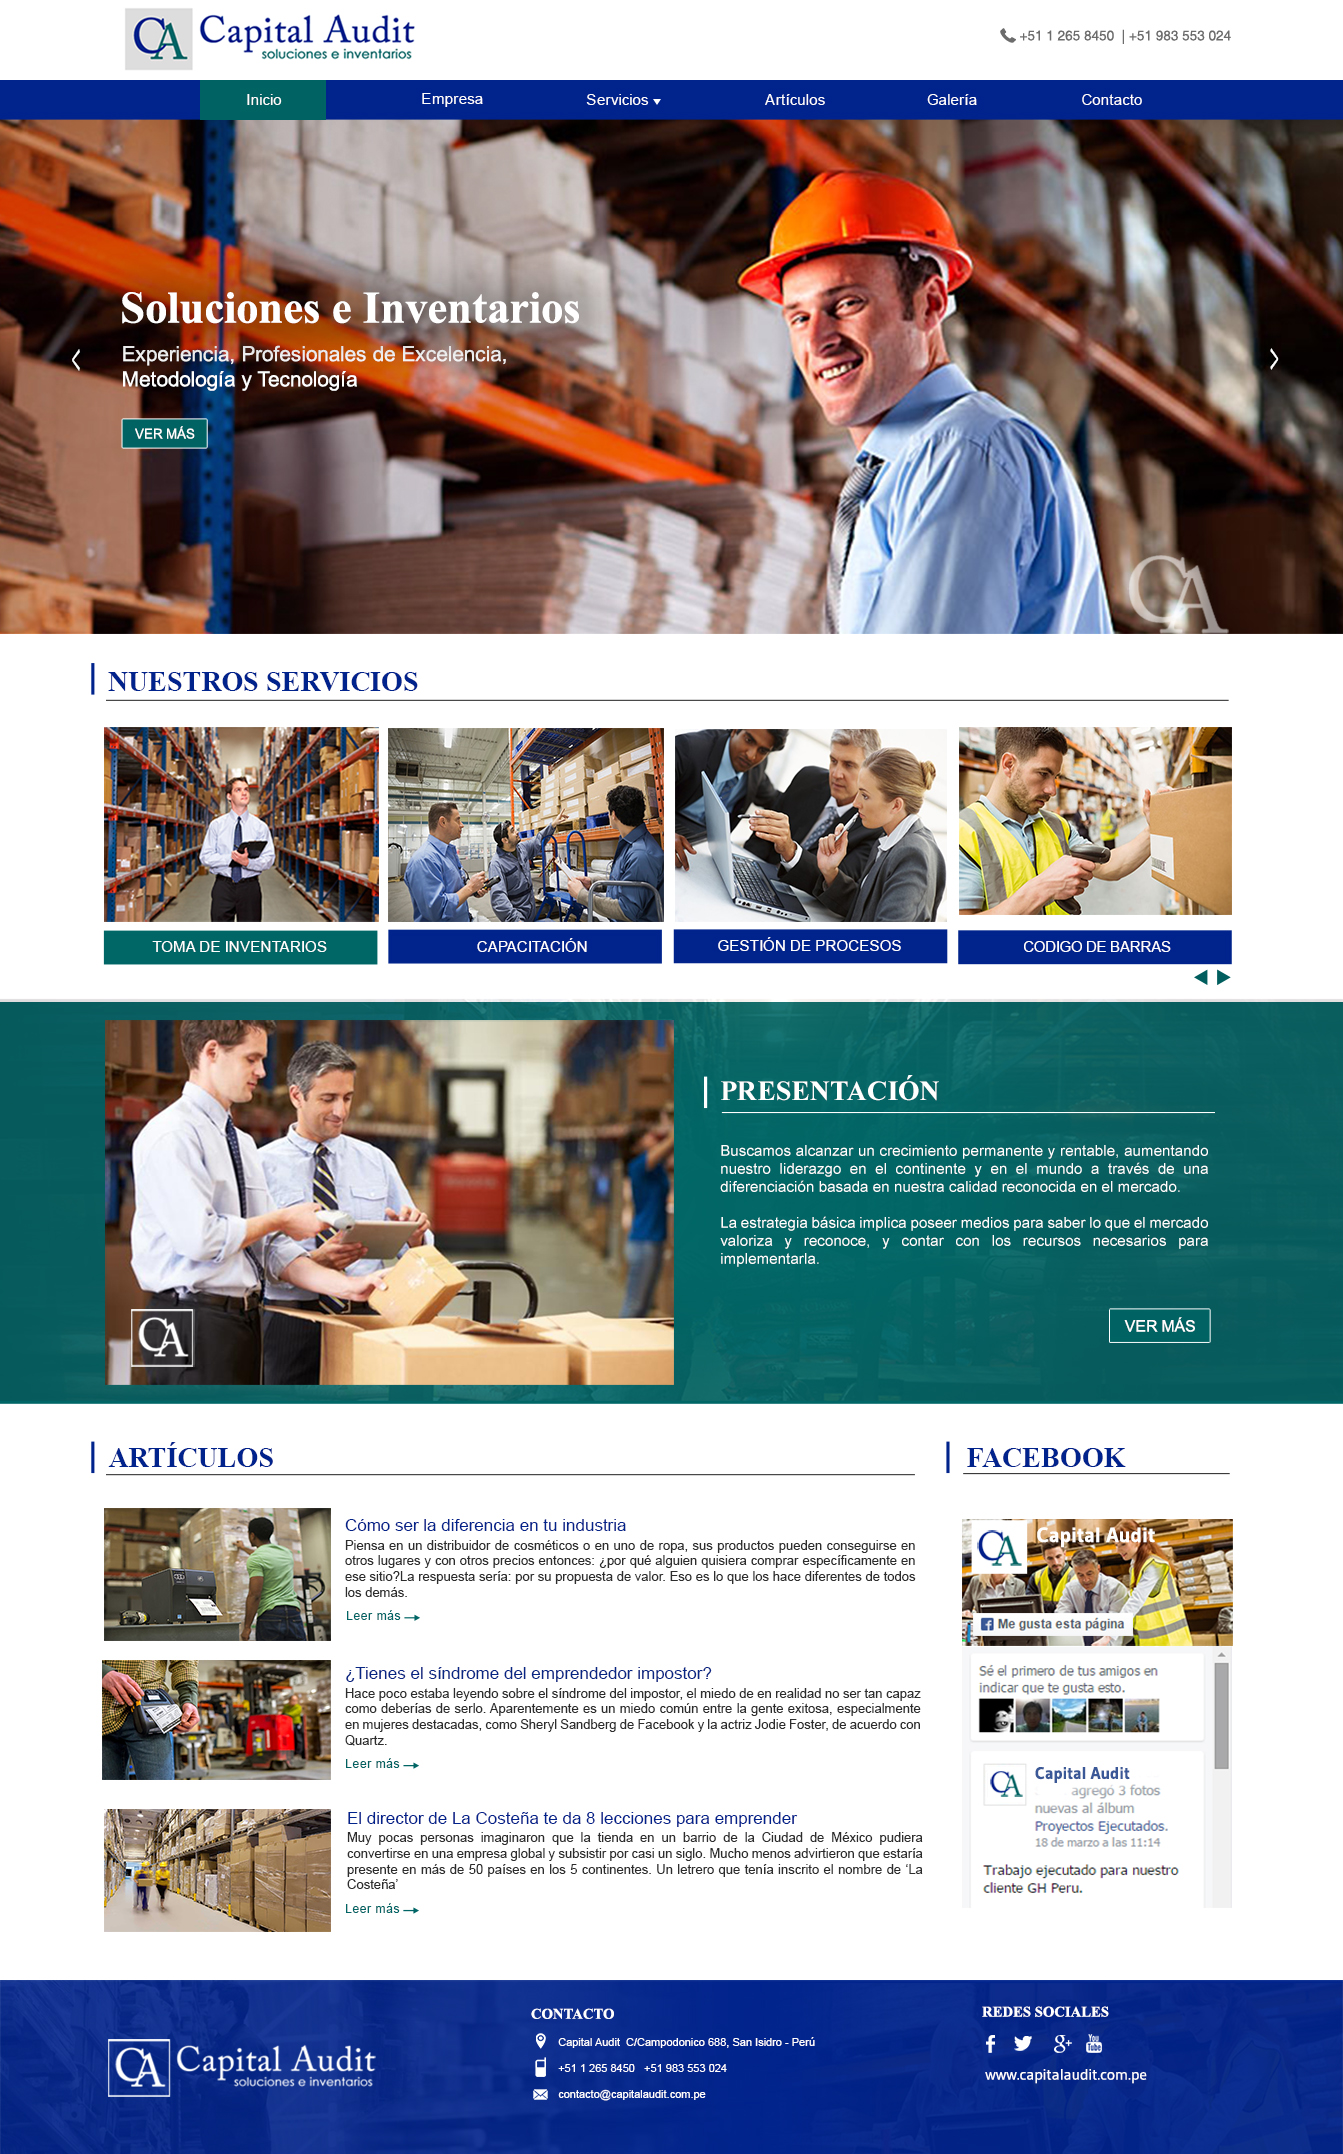 CA Capital Audit
soluciones e inventarios
+51 1 265 8450 | +51 983 553 024
Inicio Empresa Servicios Artículos Galería Contacto
Soluciones e Inventarios
Experiencia, Profesionales de Excelencia,
Metodología y Tecnología
VER MÁS
CA
NUESTROS SERVICIOS
TOMA DE INVENTARIOS CAPACITACIÓN GESTIÓN DE PROCESOS CODIGO DE BARRAS
CA
PRESENTACIÓN
Buscamos alcanzar un crecimiento permanente y rentable, aumentando
nuestro liderazgo en el continente y en el mundo a través de una
diferenciación basada en nuestra calidad reconocida en el mercado.
La estrategia básica implica poseer medios para saber lo que el mercado
valoriza y reconoce, y contar con los recursos necesarios para
implementarla.
VER MÁS
ARTÍCULOS
Cómo ser la diferencia en tu industria
Piensa en un distribuidor de cosméticos o en uno de ropa, sus productos pueden conseguirse en
otros lugares y con otros precios entonces: ¿por qué alguien quisiera comprar específicamente en
ese sitio?La respuesta sería: por su propuesta de valor. Eso es lo que los hace diferentes de todos
los demás.
Leer más
¿Tienes el síndrome del emprendedor impostor?
Hace poco estaba leyendo sobre el síndrome del impostor, el miedo de en realidad no ser tan capaz
como deberías de serlo. Aparentemente es un miedo común entre la gente exitosa, especialmente
en mujeres destacadas, como Sheryl Sandberg de Facebook y la actriz Jodie Foster, de acuerdo con
Quartz.
Leer más
El director de La Costeña te da 8 lecciones para emprender
Muy pocas personas imaginaron que la tienda en un barrio de la Ciudad de México pudiera
convertirse en una empresa global y subsistir por casi un siglo. Mucho menos advirtieron que estaría
presente en más de 50 países en los 5 continentes. Un letrero que tenía inscrito el nombre de ‘La
Costeña’
Leer más
FACEBOOK
CA Capital Audit
Me gusta esta página
Sé el primero de tus amigos en
indicar que te gusta esto.
CA Capital Audit
agregó 3 fotos
nuevas al álbum
Proyectos Ejecutados.
18 de marzo a las 11:14
Trabajo ejecutado para nuestro
cliente GH Peru.
CA Capital Audit
soluciones e inventarios
CONTACTO
Capital Audit C/Campodonico 688, San Isidro - Perú
+51 1 265 8450 +51 983 553 024
contacto@capitalaudit.com.pe
REDES SOCIALES
You Tube
www.capitalaudit.com.pe